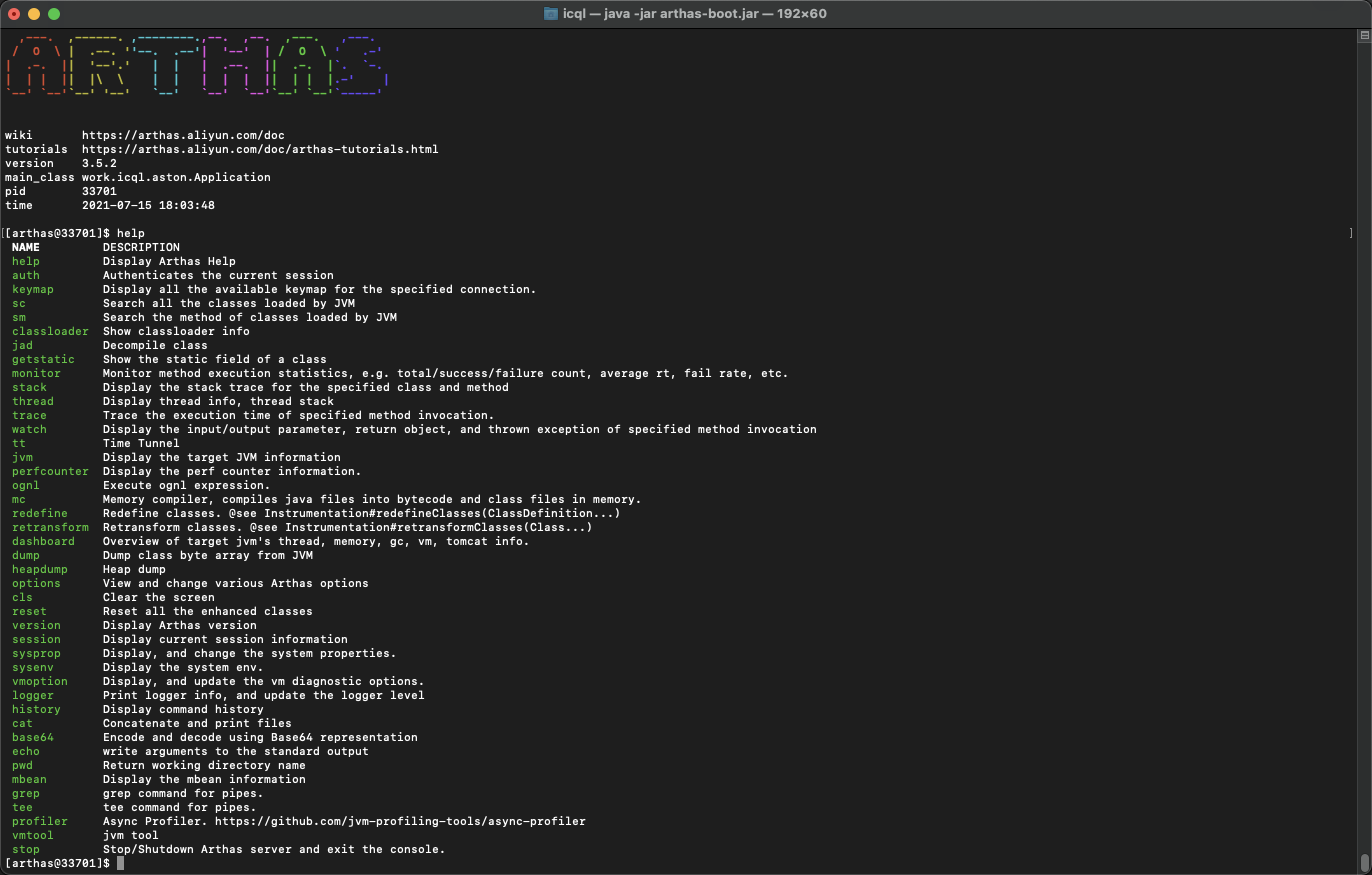 icql — java -jar arthas-boot.jar — 192×60
ARTHAS
wiki       https://arthas.aliyun.com/doc
tutorials  https://arthas.aliyun.com/doc/arthas-tutorials.html
version    3.5.2
main_class work.icql.aston.Application
pid        33701
time       2021-07-15 18:03:48
[[arthas@33701]$ help ]
NAME         DESCRIPTION
help         Display Arthas Help
auth         Authenticates the current session
keymap       Display all the available keymap for the specified connection.
sc           Search all the classes loaded by JVM
sm           Search the method of classes loaded by JVM
classloader  Show classloader info
jad          Decompile class
getstatic    Show the static field of a class
monitor      Monitor method execution statistics, e.g. total/success/failure count, average rt, fail rate, etc.
stack        Display the stack trace for the specified class and method
thread       Display thread info, thread stack
trace        Trace the execution time of specified method invocation.
watch        Display the input/output parameter, return object, and thrown exception of specified method invocation
tt           Time Tunnel
jvm          Display the target JVM information
perfcounter  Display the perf counter information.
ognl         Execute ognl expression.
mc           Memory compiler, compiles java files into bytecode and class files in memory.
redefine     Redefine classes. @see Instrumentation#redefineClasses(ClassDefinition...)
retransform  Retransform classes. @see Instrumentation#retransformClasses(Class...)
dashboard    Overview of target jvm's thread, memory, gc, vm, tomcat info.
dump         Dump class byte array from JVM
heapdump     Heap dump
options      View and change various Arthas options
cls          Clear the screen
reset        Reset all the enhanced classes
version      Display Arthas version
session      Display current session information
sysprop      Display, and change the system properties.
sysenv       Display the system env.
vmoption     Display, and update the vm diagnostic options.
logger       Print logger info, and update the logger level
history      Display command history
cat          Concatenate and print files
base64       Encode and decode using Base64 representation
echo         write arguments to the standard output
pwd          Return working directory name
mbean        Display the mbean information
grep         grep command for pipes.
tee          tee command for pipes.
profiler     Async Profiler. https://github.com/jvm-profiling-tools/async-profiler
vmtool       jvm tool
stop         Stop/Shutdown Arthas server and exit the console.
[arthas@33701]$